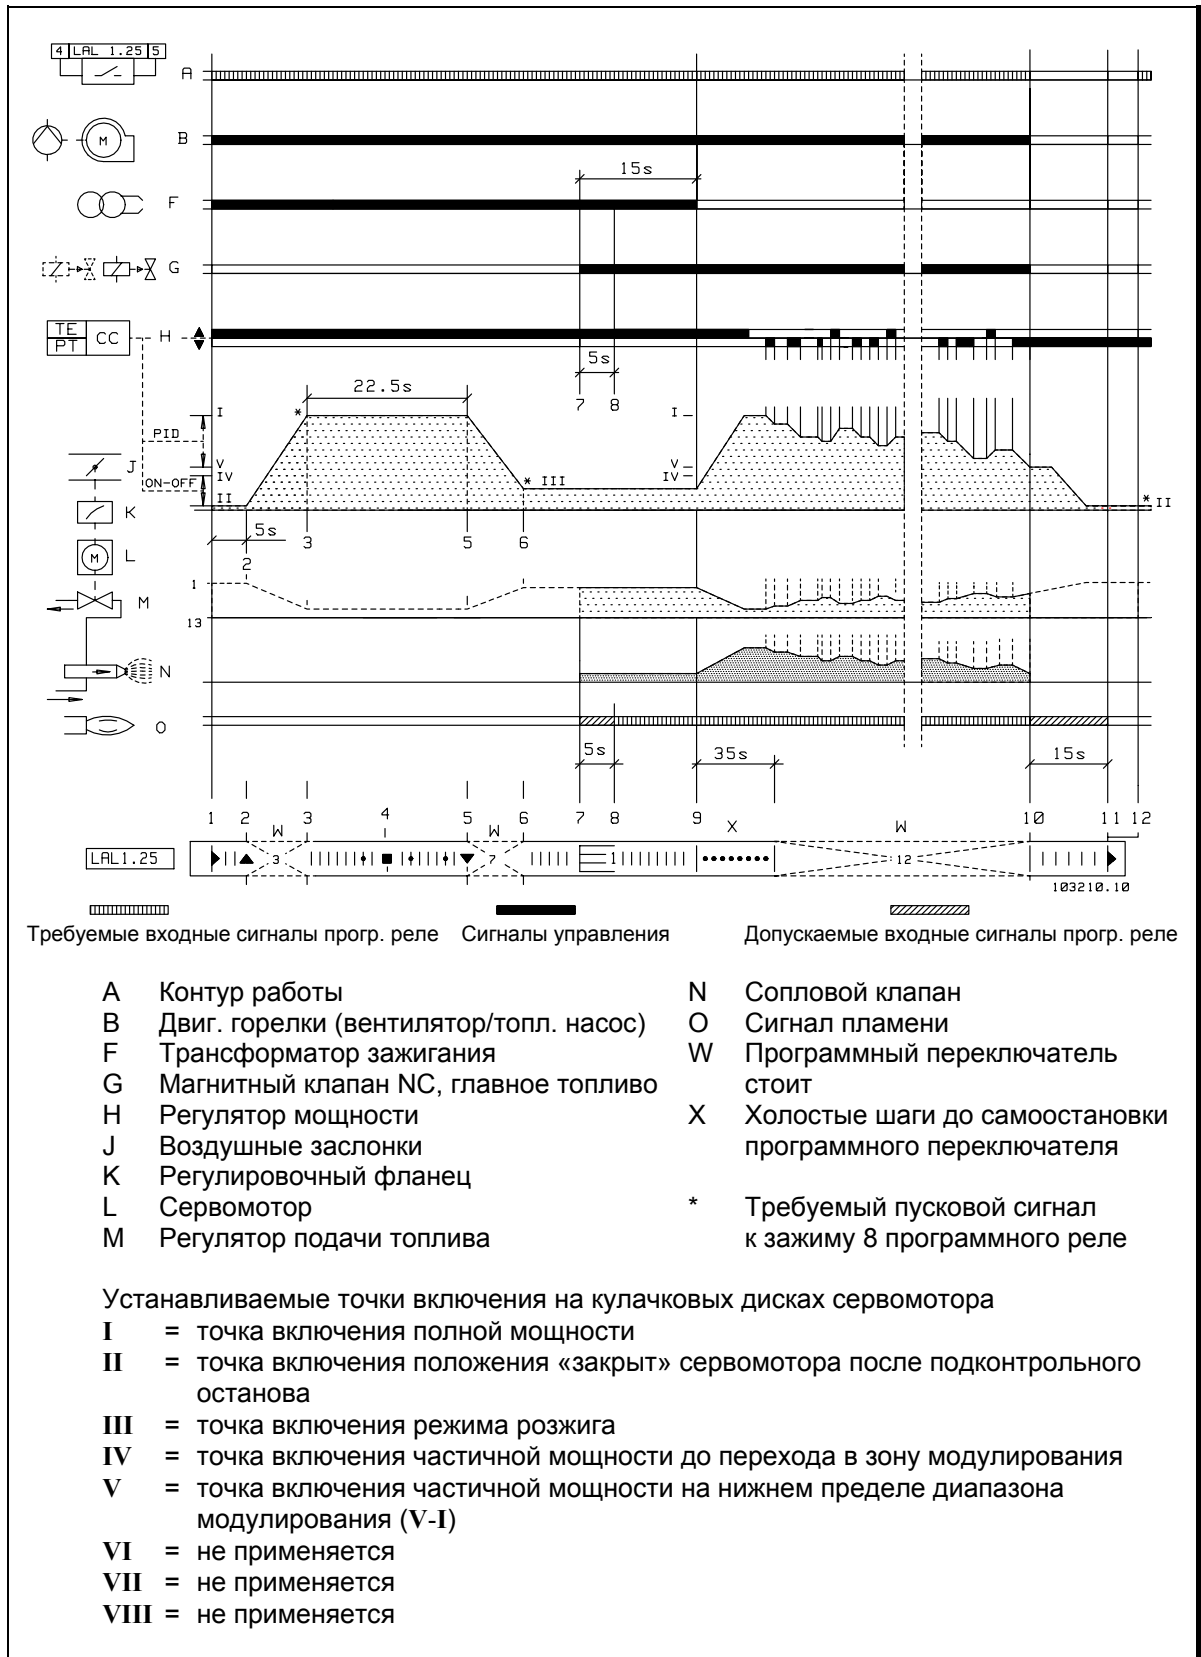 4 LAL 1.25 5
A
B
M
15s
F
G
TE
PT
CC
H
5s
7 8
22.5s
I
*
I
PID
J
V
IV
V
IV
* III
ON-OFF
II
*
II
K
5s
3 5 6
2
L
M
1
M
13
N
O
5s 35s 15s
1 2 3 4 5 6 7 8 9 10 11 12
W W X W
LAL1.25
3 7 1 12
103210.10
Требуемые входные сигналы прогр. реле Сигналы управления Допускаемые входные сигналы прогр. реле
A Контур работы
B Двиг. горелки (вентилятор/топл. насос)
F Трансформатор зажигания
G Магнитный клапан NC, главное топливо
H Регулятор мощности
J Воздушные заслонки
K Регулировочный фланец
L Сервомотор
M Регулятор подачи топлива
N Сопловой клапан
O Сигнал пламени
W Программный переключатель
стоит
X Холостые шаги до самоостановки
программного переключателя
* Требуемый пусковой сигнал
к зажиму 8 программного реле
Устанавливаемые точки включения на кулачковых дисках сервомотора
I = точка включения полной мощности
II = точка включения положения «закрыт» сервомотора после подконтрольного
останова
III = точка включения режима розжига
IV = точка включения частичной мощности до перехода в зону модулирования
V = точка включения частичной мощности на нижнем пределе диапазона
модулирования (V-I)
VI = не применяется
VII = не применяется
VIII = не применяется